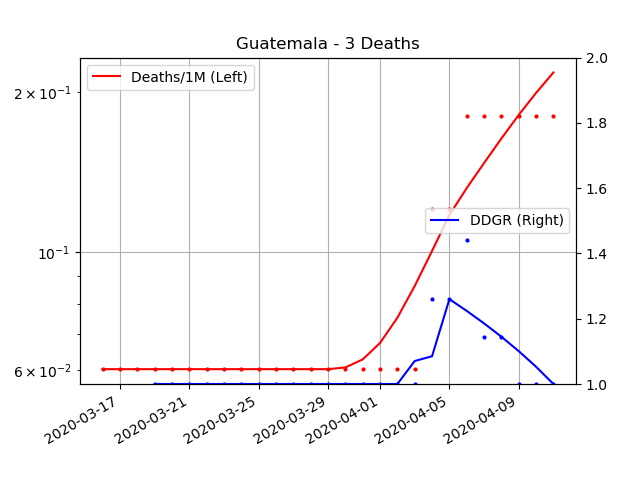 Guatemala - 3 Deaths
Deaths/1M (Left)
DDGR (Right)
2 × 10⁻¹
10⁻¹
6 × 10⁻²
2.0
1.8
1.6
1.4
1.2
1.0
2020-03-17
2020-03-21
2020-03-25
2020-03-29
2020-04-01
2020-04-05
2020-04-09